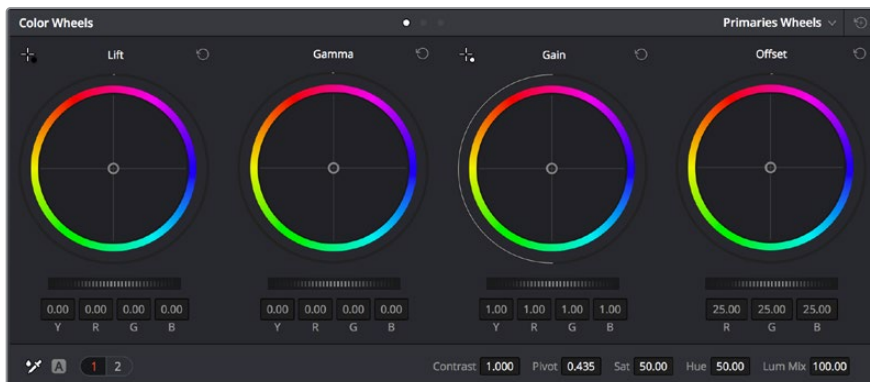 Color Wheels Primaries Wheels
Lift Gamma Gain Offset
0.00 0.00 0.00 0.00 0.00 0.00 0.00 0.00 1.00 1.00 1.00 1.00 25.00 25.00 25.00
Y R G B Y R G B Y R G B R G B
A 1 2 Contrast 1.000 Pivot 0.435 Sat 50.00 Hue 50.00 Lum Mix 100.00